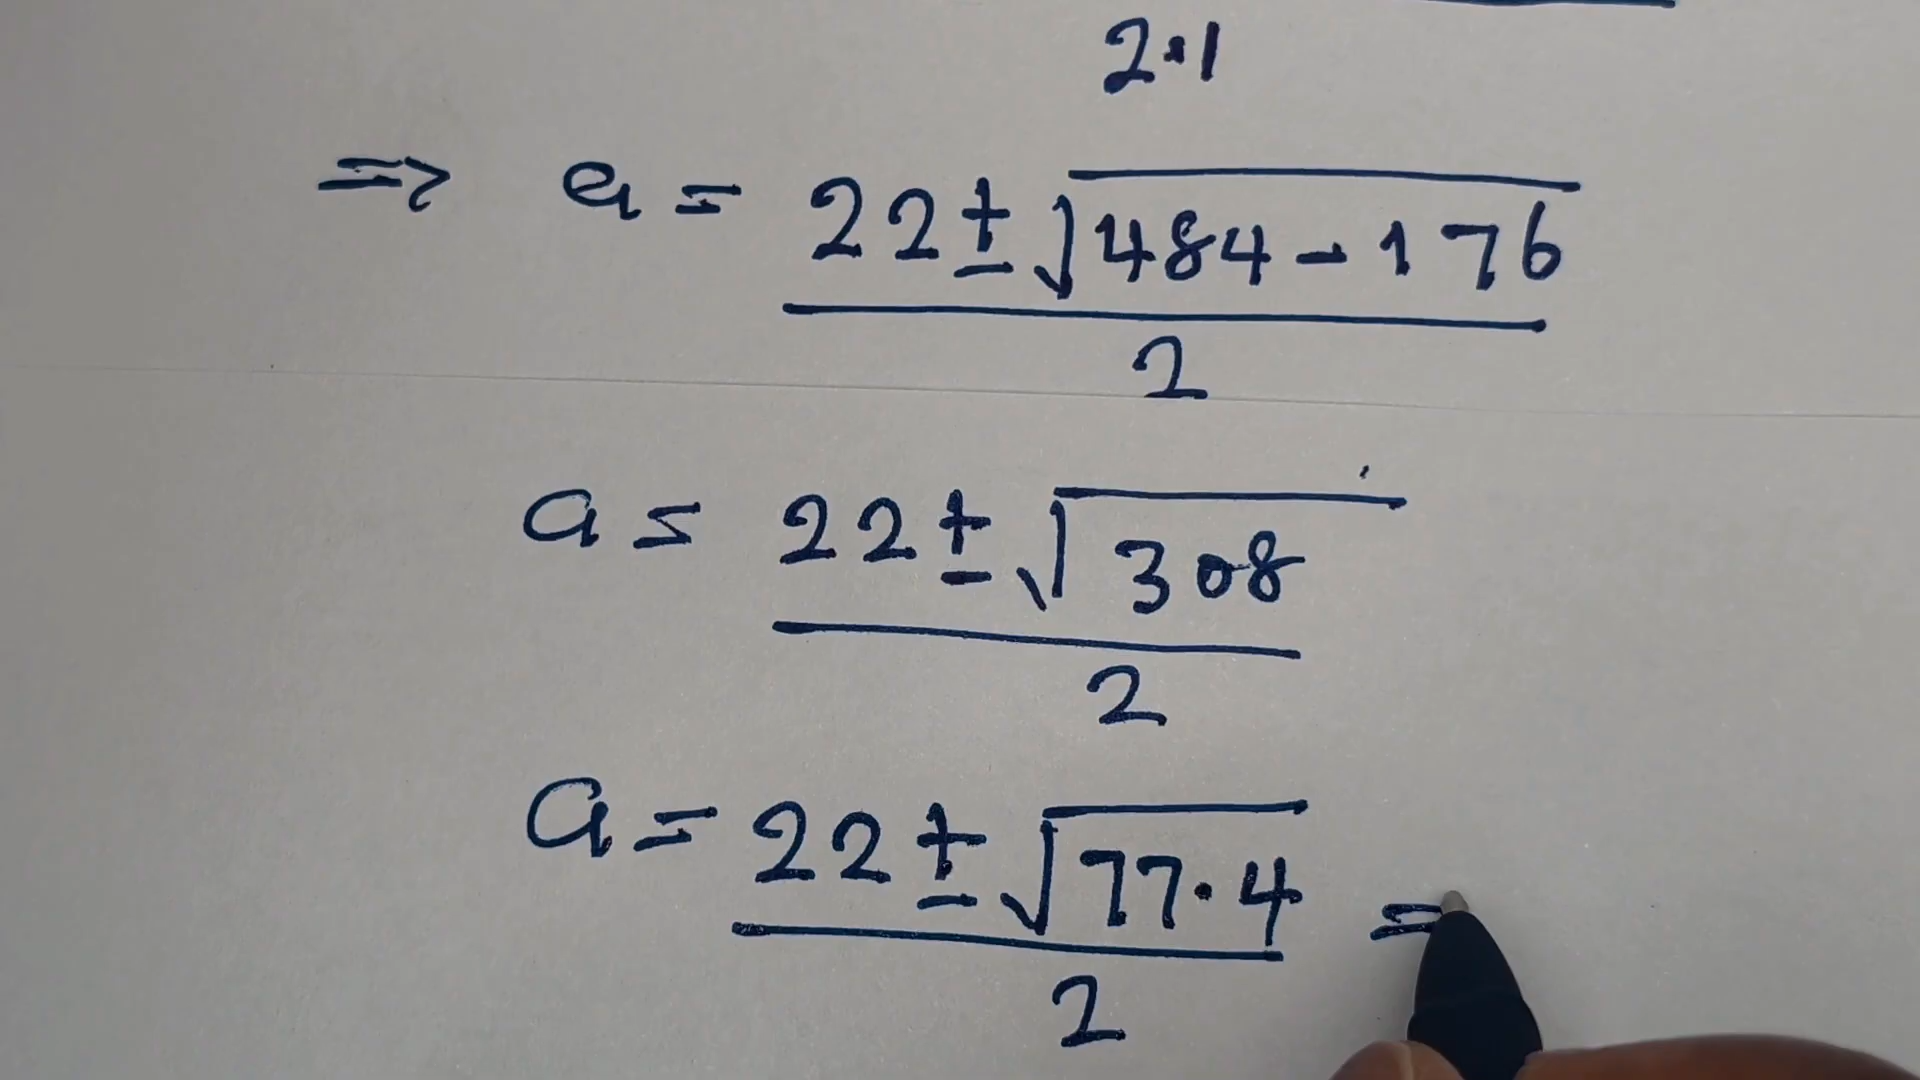 2·1
⇒ a = 22 ± √484 - 176
2
a = 22 ± √308
2
a = 22 ± √77·4 =
2